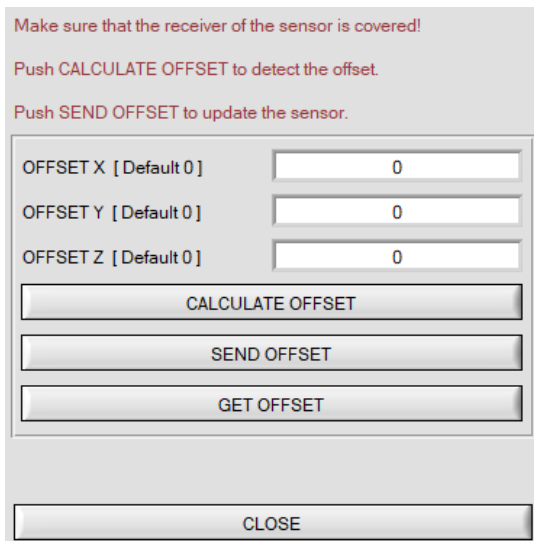 Make sure that the receiver of the sensor is covered!
Push CALCULATE OFFSET to detect the offset.
Push SEND OFFSET to update the sensor.
OFFSET X [ Default 0 ] 0
OFFSET Y [ Default 0 ] 0
OFFSET Z [ Default 0 ] 0
CALCULATE OFFSET
SEND OFFSET
GET OFFSET
CLOSE